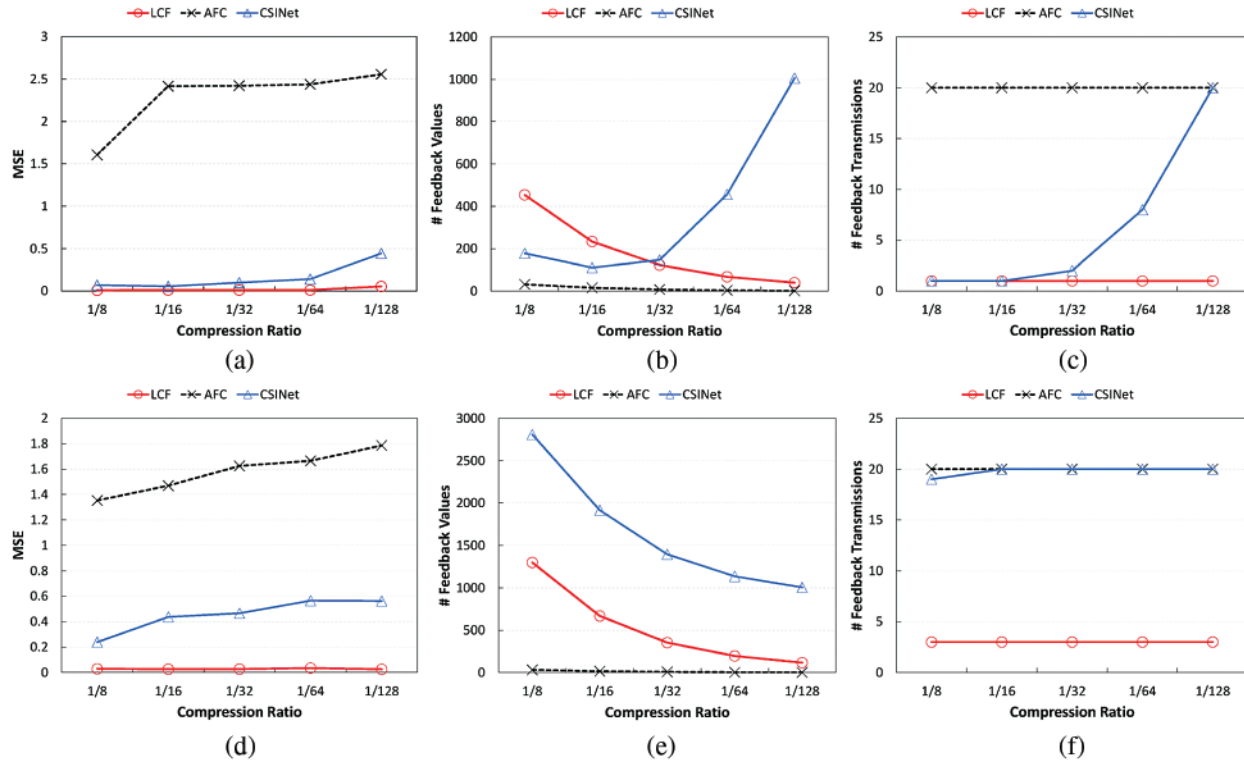 LCF AFC CSINet
3
2.5
2
1.5
1
0.5
0
MSE
1/8 1/16 1/32 1/64 1/128
Compression Ratio
(a)
LCF AFC CSINet
1200
1000
800
600
400
200
0
# Feedback Values
1/8 1/16 1/32 1/64 1/128
Compression Ratio
(b)
LCF AFC CSINet
25
20
15
10
5
0
# Feedback Transmissions
1/8 1/16 1/32 1/64 1/128
Compression Ratio
(c)
LCF AFC CSINet
2
1.8
1.6
1.4
1.2
1
0.8
0.6
0.4
0.2
0
MSE
1/8 1/16 1/32 1/64 1/128
Compression Ratio
(d)
LCF AFC CSINet
3000
2500
2000
1500
1000
500
0
# Feedback Values
1/8 1/16 1/32 1/64 1/128
Compression Ratio
(e)
LCF AFC CSINet
25
20
15
10
5
0
# Feedback Transmissions
1/8 1/16 1/32 1/64 1/128
Compression Ratio
(f)